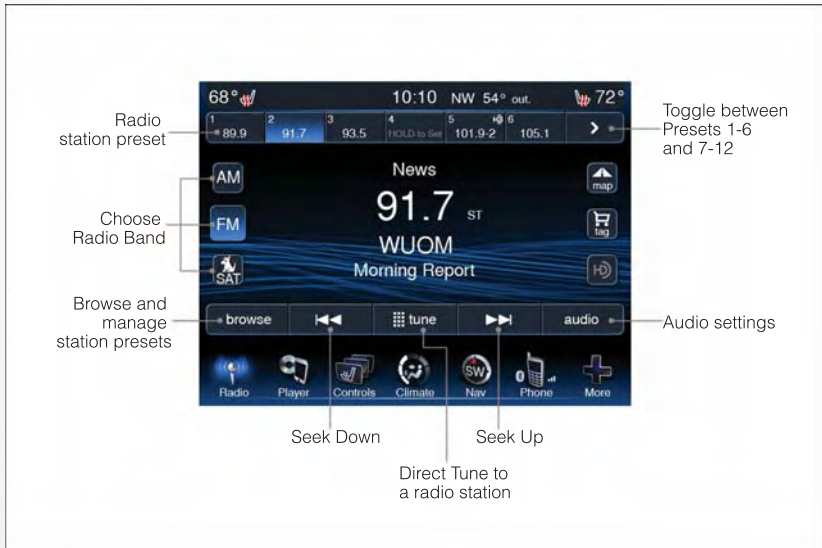 68°
10:10 NW 54° out.
72°
1 89.9
2 91.7
3 93.5
4 HOLD to Set
5 101.9-2
6 105.1
>
Radio
station preset
Toggle between
Presets 1-6
and 7-12
AM
FM
SAT
Choose
Radio Band
News
91.7 ST
WUOM
Morning Report
map
tag
HD
Browse and
manage
station presets
browse
tune
audio
Audio settings
Radio
Player
Controls
Climate
SW
Nav
Phone
More
Seek Down
Seek Up
Direct Tune to
a radio station